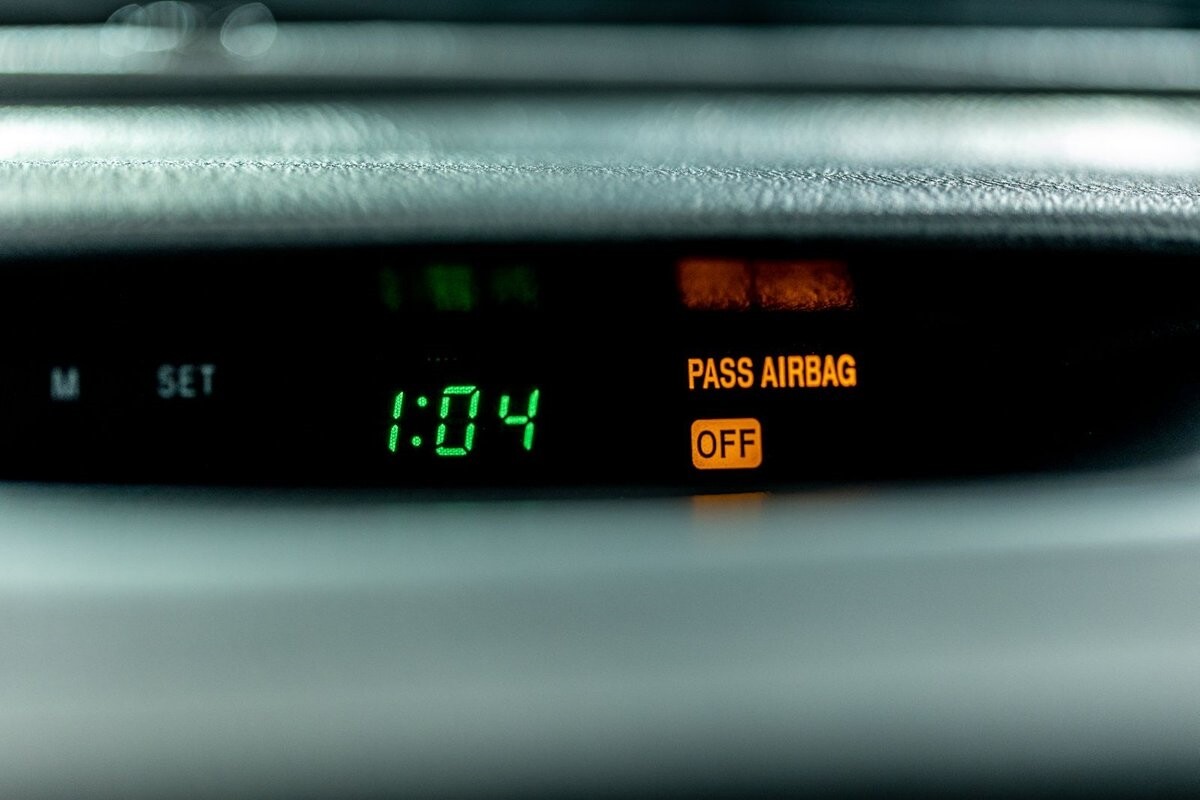 M SET
1:04
PASS AIRBAG
OFF